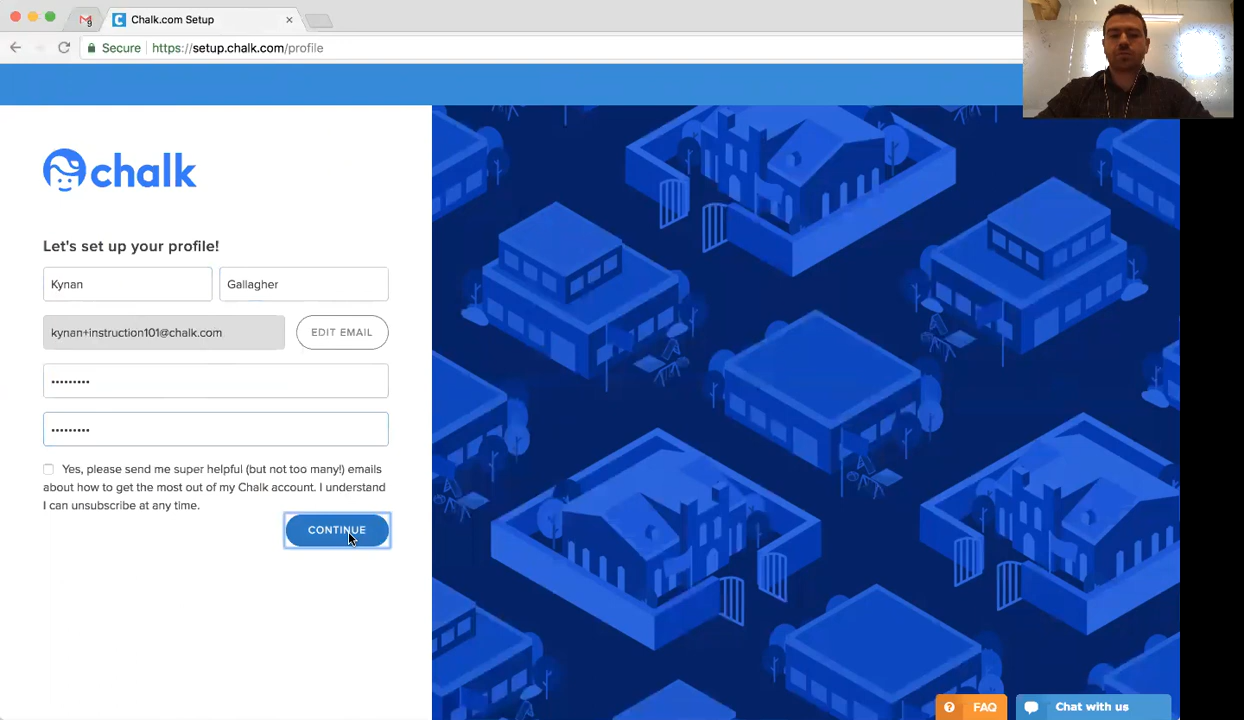 9
Chalk.com Setup
Secure https://setup.chalk.com/profile
chalk
Let's set up your profile!
Kynan Gallagher
kynan+instruction101@chalk.com EDIT EMAIL
•••••••••
•••••••••
Yes, please send me super helpful (but not too many!) emails
about how to get the most out of my Chalk account. I understand
I can unsubscribe at any time.
CONTINUE
FAQ Chat with us